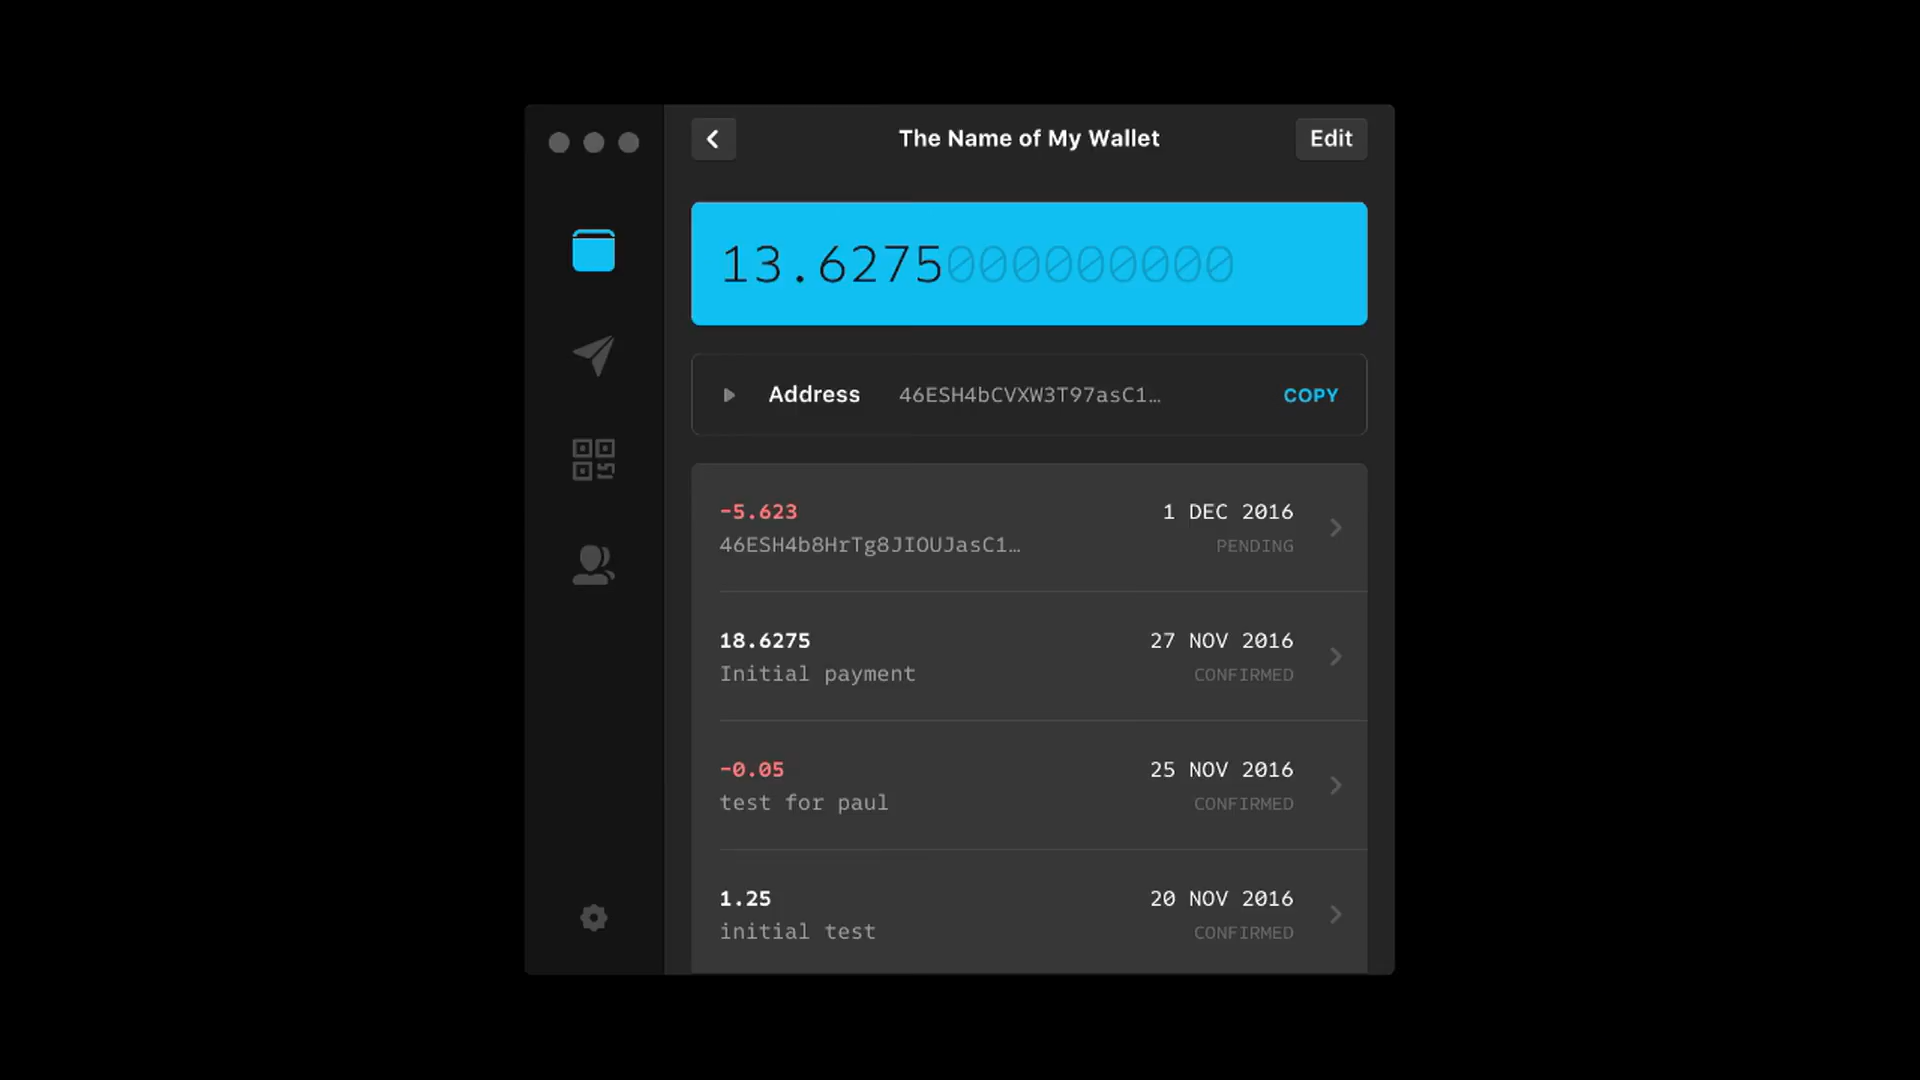 The Name of My Wallet
Edit
13.6275000000000
Address 46ESH4bCVXW3T97asC1… COPY
-5.623 1 DEC 2016
46ESH4b8HrTg8JIOUJasC1… PENDING
18.6275 27 NOV 2016
Initial payment CONFIRMED
-0.05 25 NOV 2016
test for paul CONFIRMED
1.25 20 NOV 2016
initial test CONFIRMED